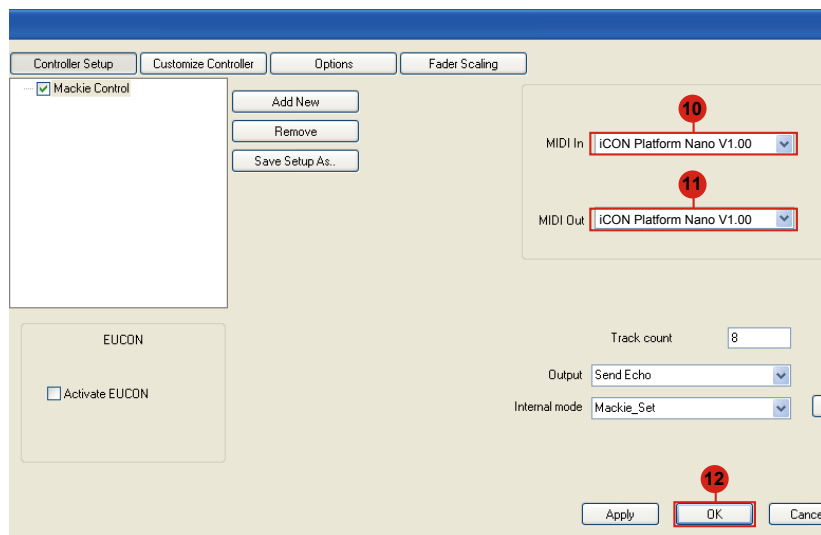 Controller Setup
Customize Controller
Options
Fader Scaling
Mackie Control
Add New
Remove
Save Setup As..
10
MIDI In iCON Platform Nano V1.00
11
MIDI Out iCON Platform Nano V1.00
EUCON
Activate EUCON
Track count 8
Output Send Echo
Internal mode Mackie_Set
12
Apply
OK
Cance